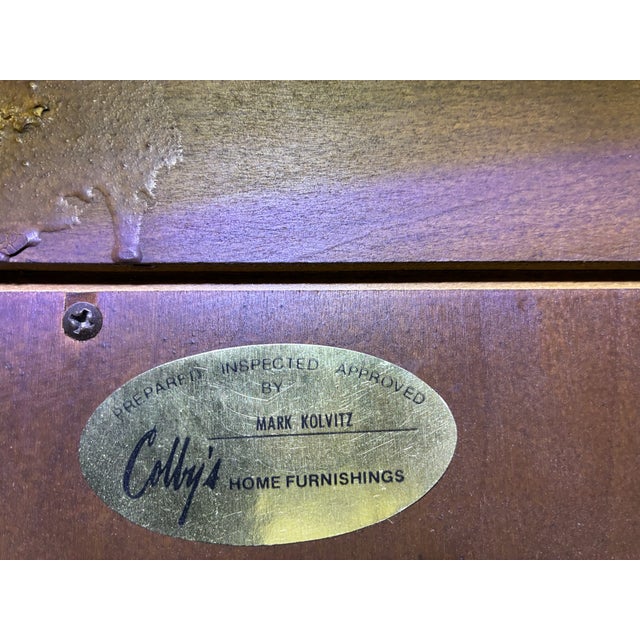 PREPARED INSPECTED APPROVED
BY
MARK KOLVITZ
Colby's HOME FURNISHINGS